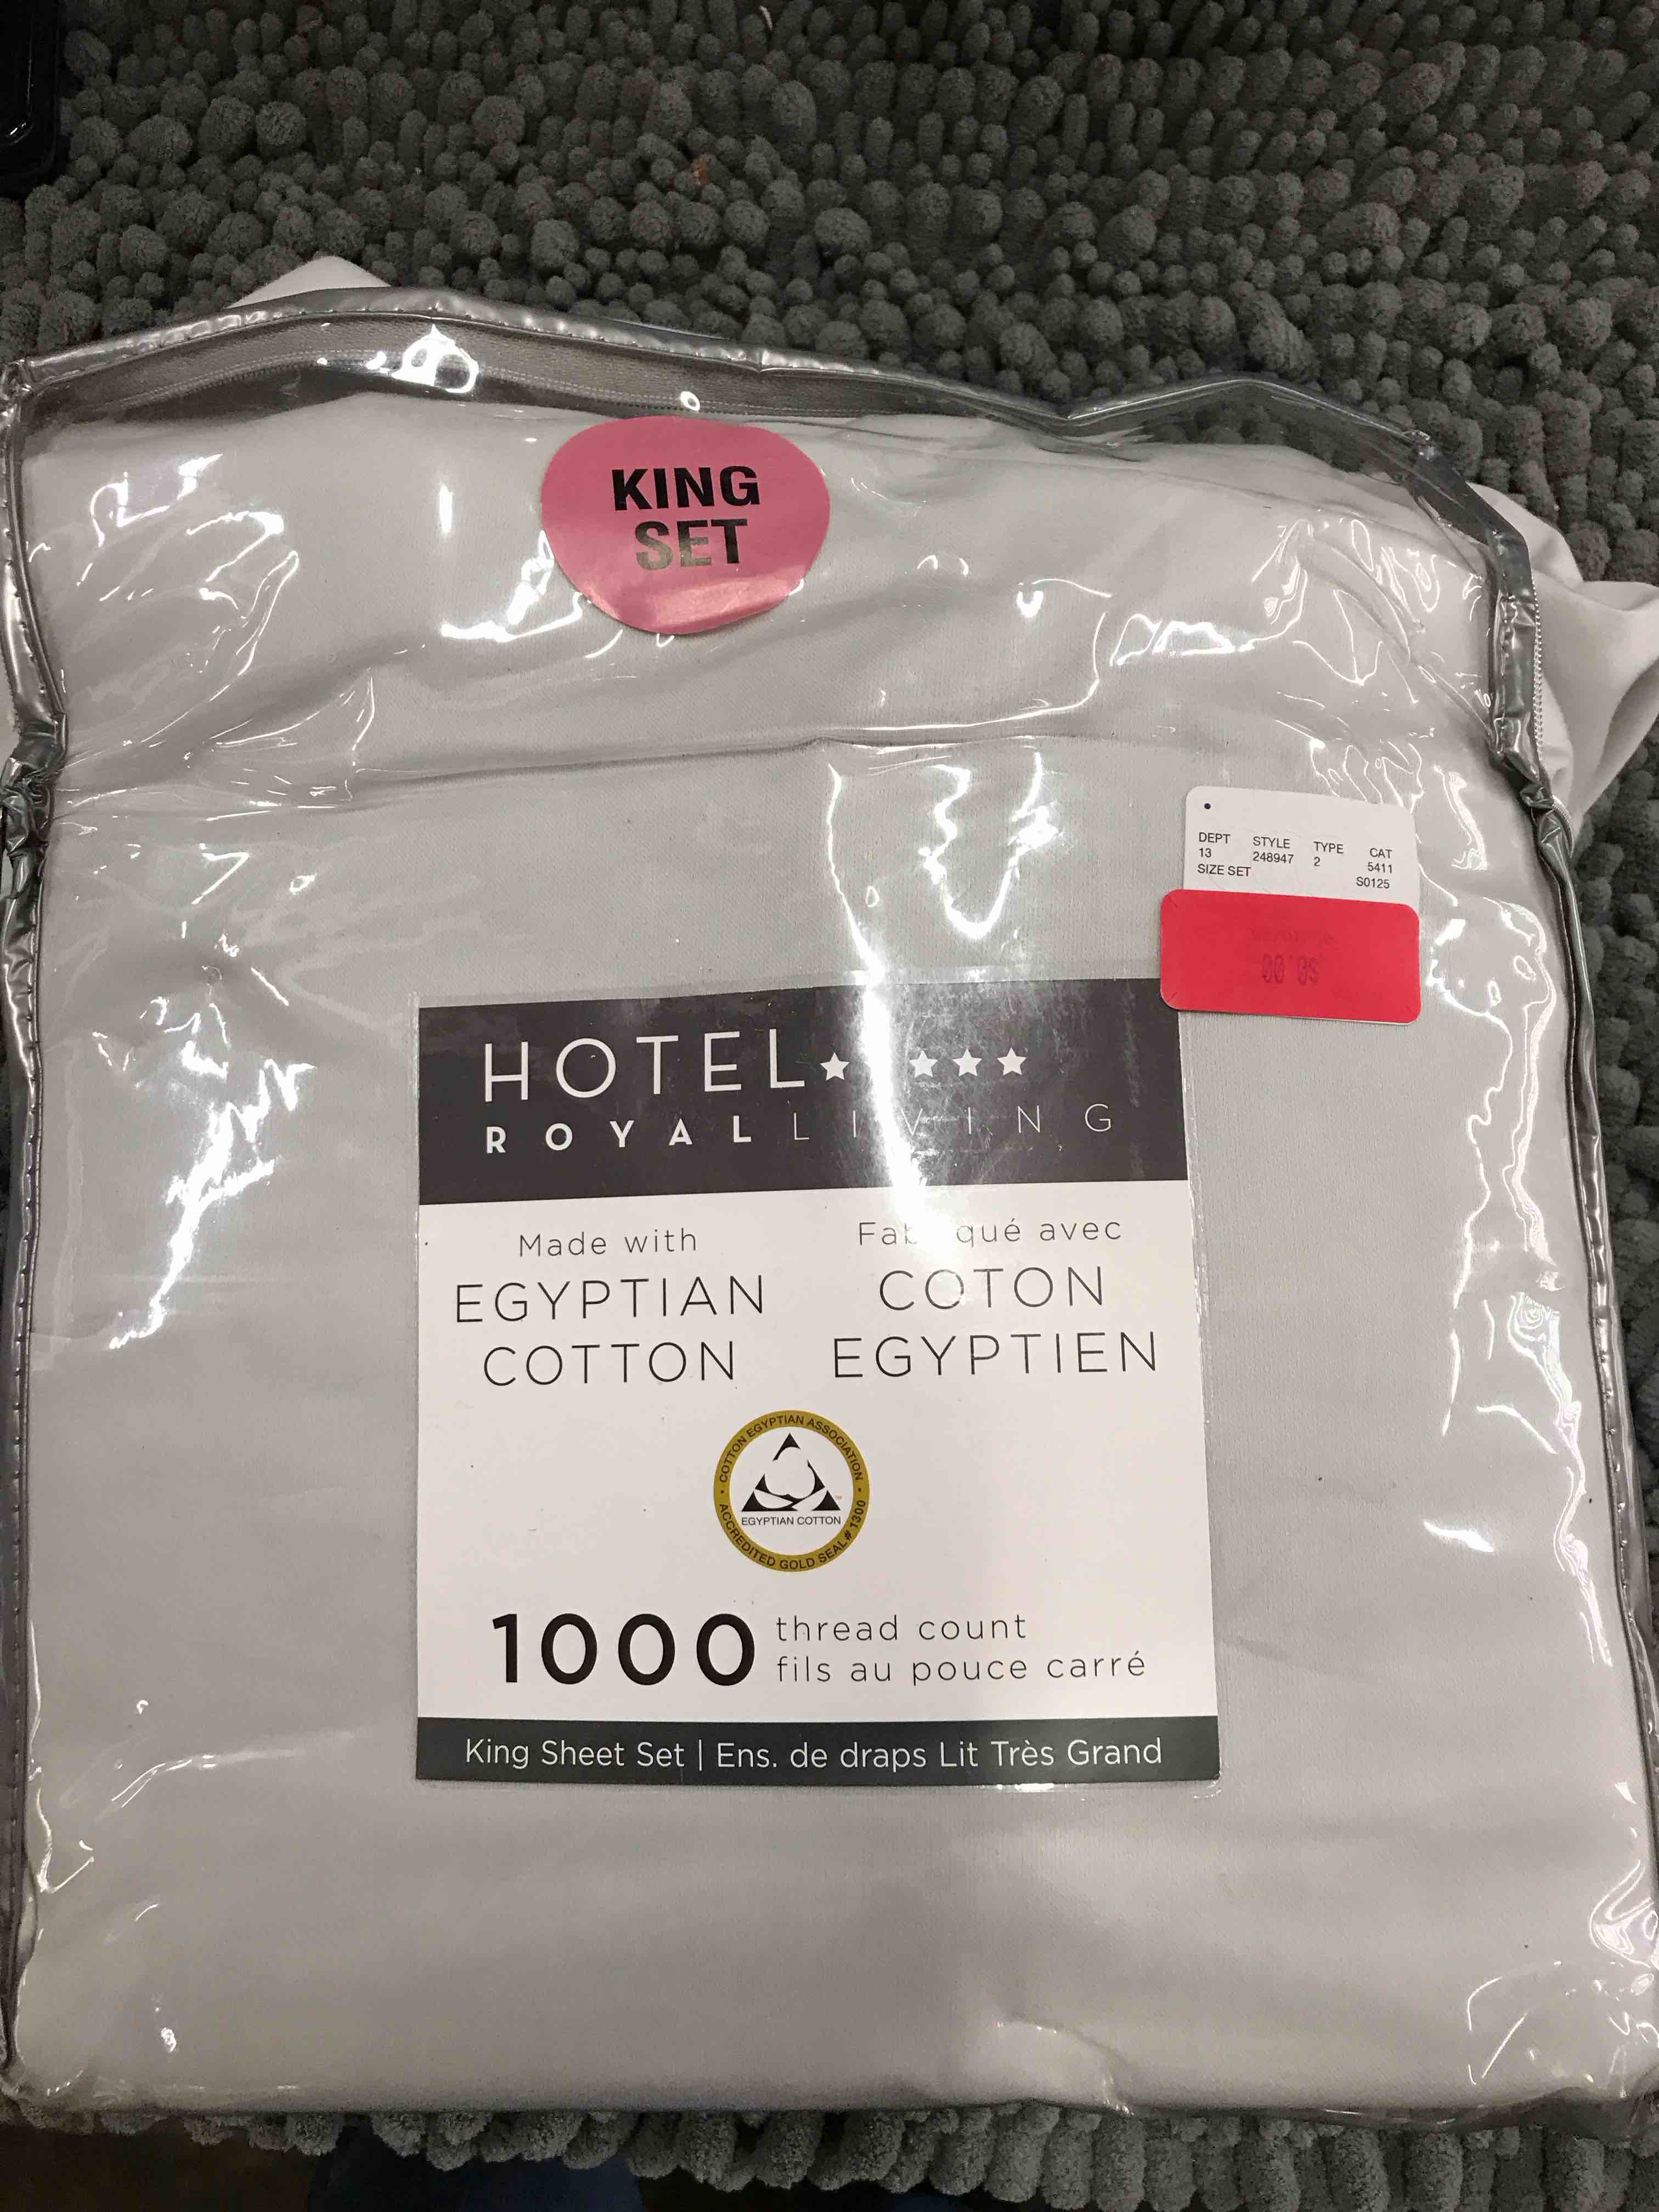 KING
SET
DEPT STYLE TYPE CAT
13 248947 2 5411
SIZE SET S0125
HOTEL
ROYAL LIVING
Made with
EGYPTIAN
COTTON
avec
COTON
EGYPTIEN
COTTON EGYPTIAN ASSOCIATION
EGYPTIAN COTTON
ACCREDITED GOLD SEAL # 1300
1000 thread count
fils au pouce carré
King Sheet Set | Ens. de draps Lit Très Grand